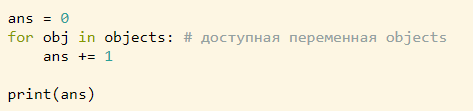 ans = 0
for obj in objects: # доступная переменная objects
    ans += 1

print(ans)